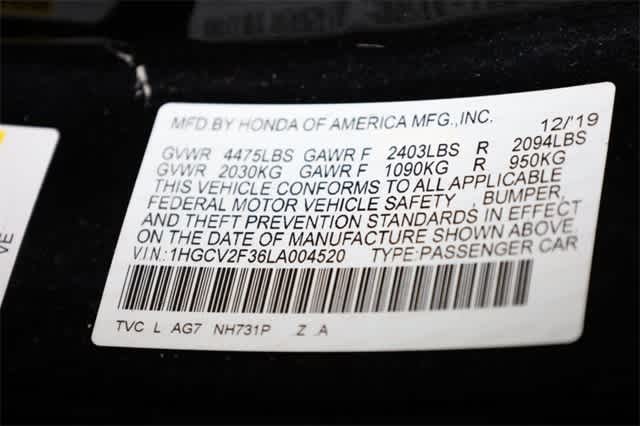 MFD BY HONDA OF AMERICA MFG.,INC. 12/'19
GVWR 4475LBS GAWR F 2403LBS R 2094LBS
GVWR 2030KG GAWR F 1090KG R 950KG
THIS VEHICLE CONFORMS TO ALL APPLICABLE
FEDERAL MOTOR VEHICLE SAFETY , BUMPER,
AND THEFT PREVENTION STANDARDS IN EFFECT
ON THE DATE OF MANUFACTURE SHOWN ABOVE.
VIN:1HGCV2F36LA004520 TYPE:PASSENGER CAR
TVC L AG7 NH731P .Z .A
VE